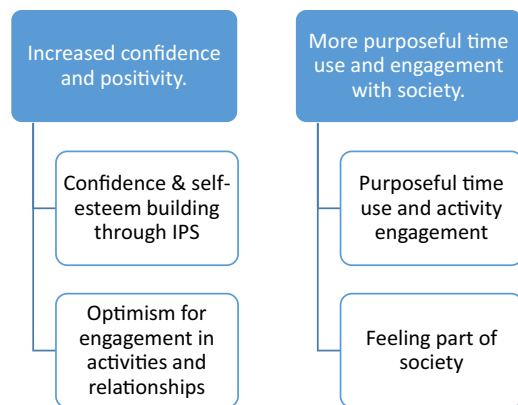 Increased confidence
and positivity.
Confidence & self-
esteem building
through IPS
Optimism for
engagement in
activities and
relationships
More purposeful time
use and engagement
with society.
Purposeful time
use and activity
engagement
Feeling part of
society